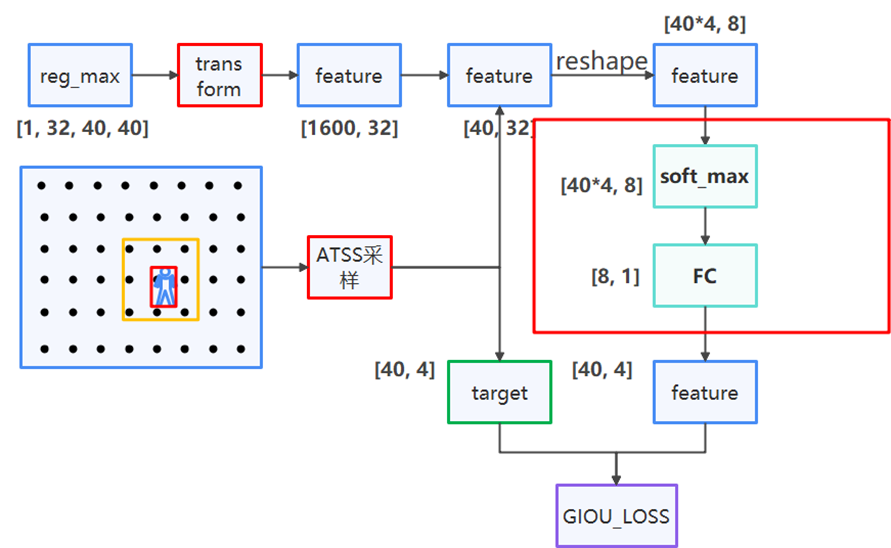 [40*4, 8]
reg_max
trans
form
feature
feature
reshape
feature
[1, 32, 40, 40]
[1600, 32]
[40, 32]
[40*4, 8]
soft_max
ATSS采
样
[8, 1]
FC
[40, 4]
target
[40, 4]
feature
GIOU_LOSS